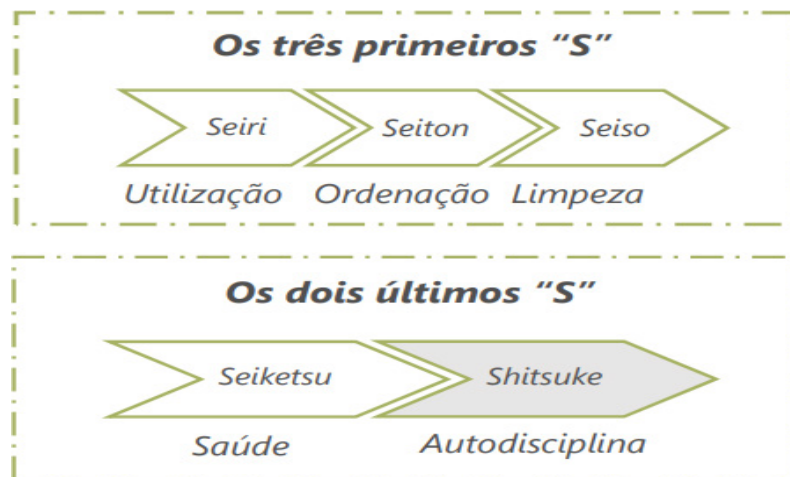 Os três primeiros “S”
Seiri Seiton Seiso
Utilização Ordenação Limpeza
Os dois últimos “S”
Seiketsu Shitsuke
Saúde Autodisciplina